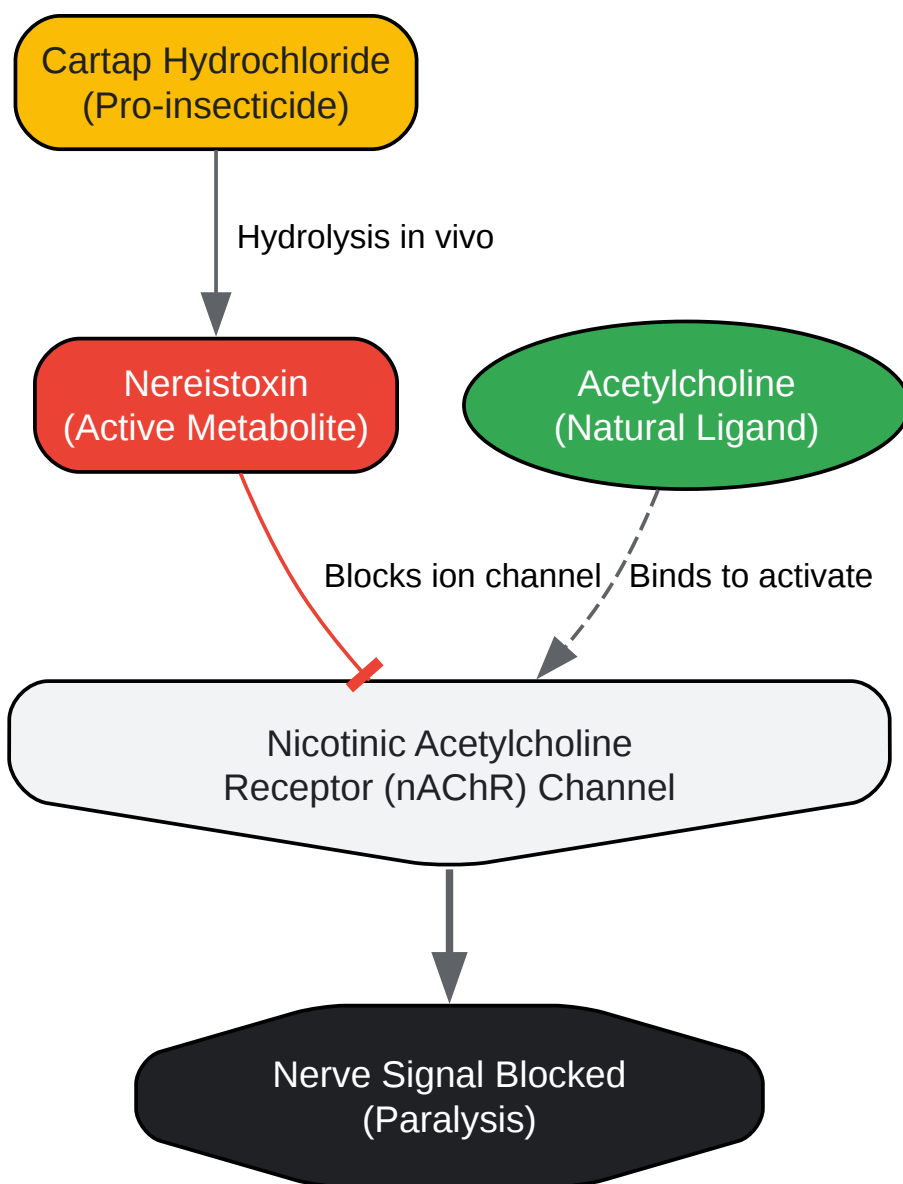 Cartap Hydrochloride
(Pro-insecticide)
Hydrolysis in vivo
Nereistoxin
(Active Metabolite)
Acetylcholine
(Natural Ligand)
Blocks ion channel
Binds to activate
Nicotinic Acetylcholine
Receptor (nAChR) Channel
Nerve Signal Blocked
(Paralysis)